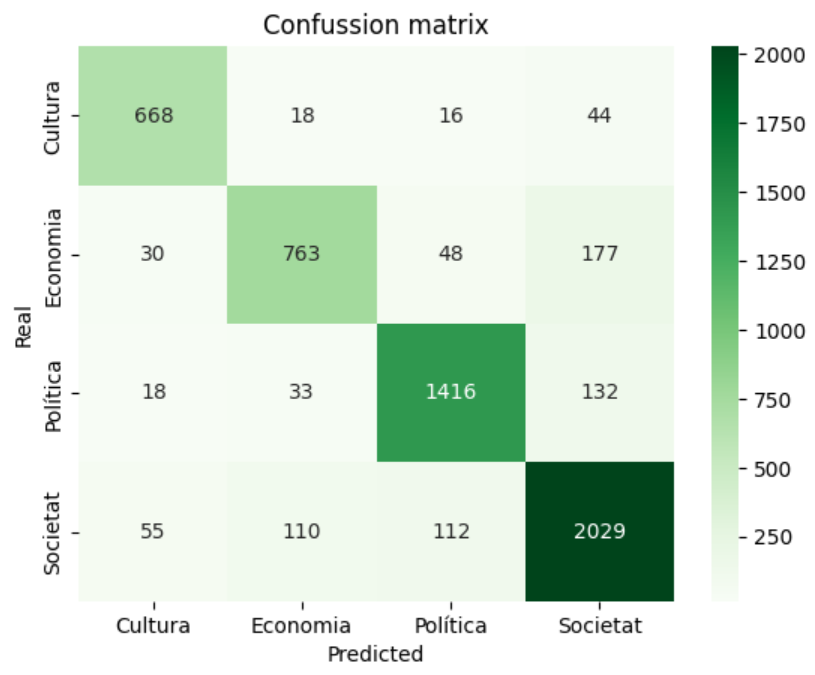 Confussion matrix
Cultura 668 18 16 44
Economia 30 763 48 177
Política 18 33 1416 132
Societat 55 110 112 2029
Real
Cultura Economia Política Societat
Predicted
2000
1750
1500
1250
1000
750
500
250